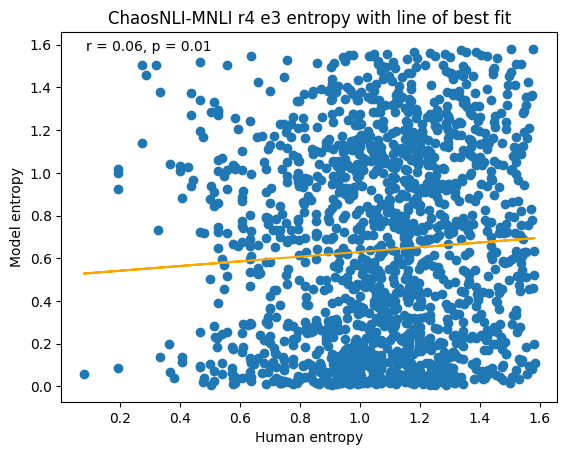 ChaosNLI-MNLI r4 e3 entropy with line of best fit
r = 0.06, p = 0.01
1.6
1.4
1.2
1.0
0.8
0.6
0.4
0.2
0.0
Model entropy
0.2 0.4 0.6 0.8 1.0 1.2 1.4 1.6
Human entropy